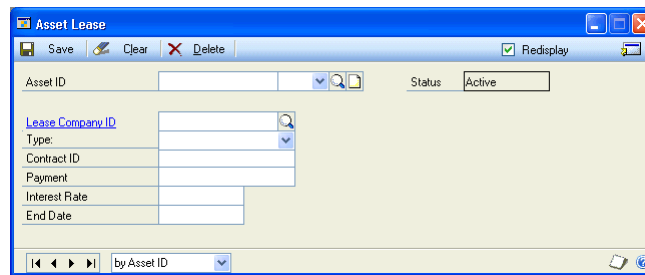 Asset Lease
Save Clear Delete Redisplay
Asset ID Status Active
Lease Company ID
Type:
Contract ID
Payment
Interest Rate
End Date
by Asset ID